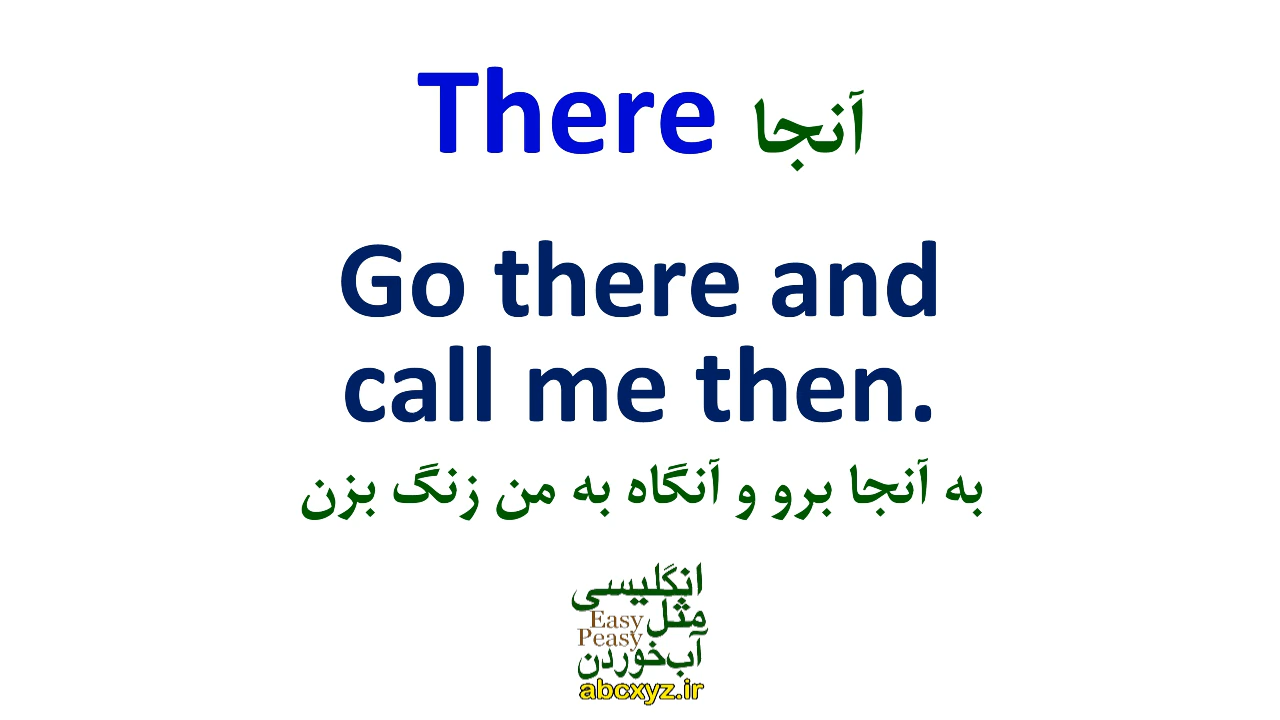 There آنجا
Go there and
call me then.
به آنجا برو و آنگاه به من زنگ بزن
انگلیسی
مثل
Easy
Peasy
آب‌خوردن
abcxyz.ir